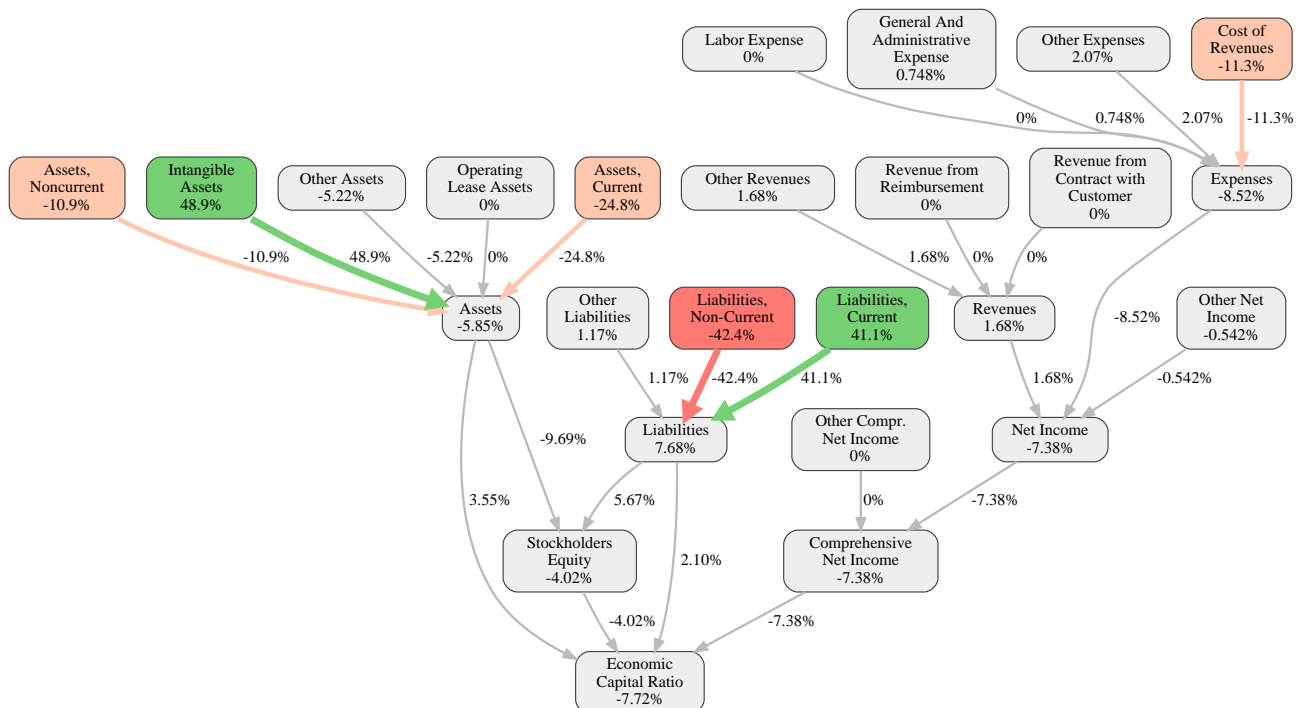 Labor Expense
0%
General And
Administrative
Expense
0.748%
Other Expenses
2.07%
Cost of
Revenues
-11.3%
0%
0.748%
2.07%
-11.3%
Assets,
Noncurrent
-10.9%
Intangible
Assets
48.9%
Other Assets
-5.22%
Operating
Lease Assets
0%
Assets,
Current
-24.8%
Other Revenues
1.68%
Revenue from
Reimbursement
0%
Revenue from
Contract with
Customer
0%
Expenses
-8.52%
-10.9%
48.9%
-5.22%
0%
-24.8%
1.68%
0%
0%
-8.52%
Assets
-5.85%
Other
Liabilities
1.17%
Liabilities,
Non-Current
-42.4%
Liabilities,
Current
41.1%
Revenues
1.68%
Other Net
Income
-0.542%
1.17%
-42.4%
41.1%
1.68%
-0.542%
-9.69%
Liabilities
7.68%
Other Compr.
Net Income
0%
Net Income
-7.38%
3.55%
5.67%
2.10%
0%
-7.38%
Stockholders
Equity
-4.02%
Comprehensive
Net Income
-7.38%
-4.02%
-7.38%
Economic
Capital Ratio
-7.72%